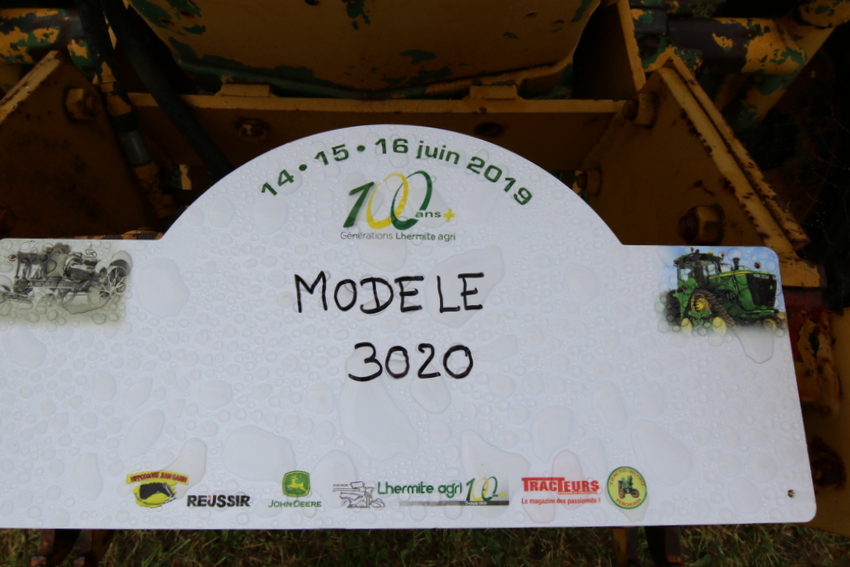 14 • 15 • 16 juin 2019
100 ans +
Générations Lhermite agri
MODELE
3020
REUSSIR
JOHN DEERE
Lhermite agri 100
TRACTEURS
Le magazine des passionnés !